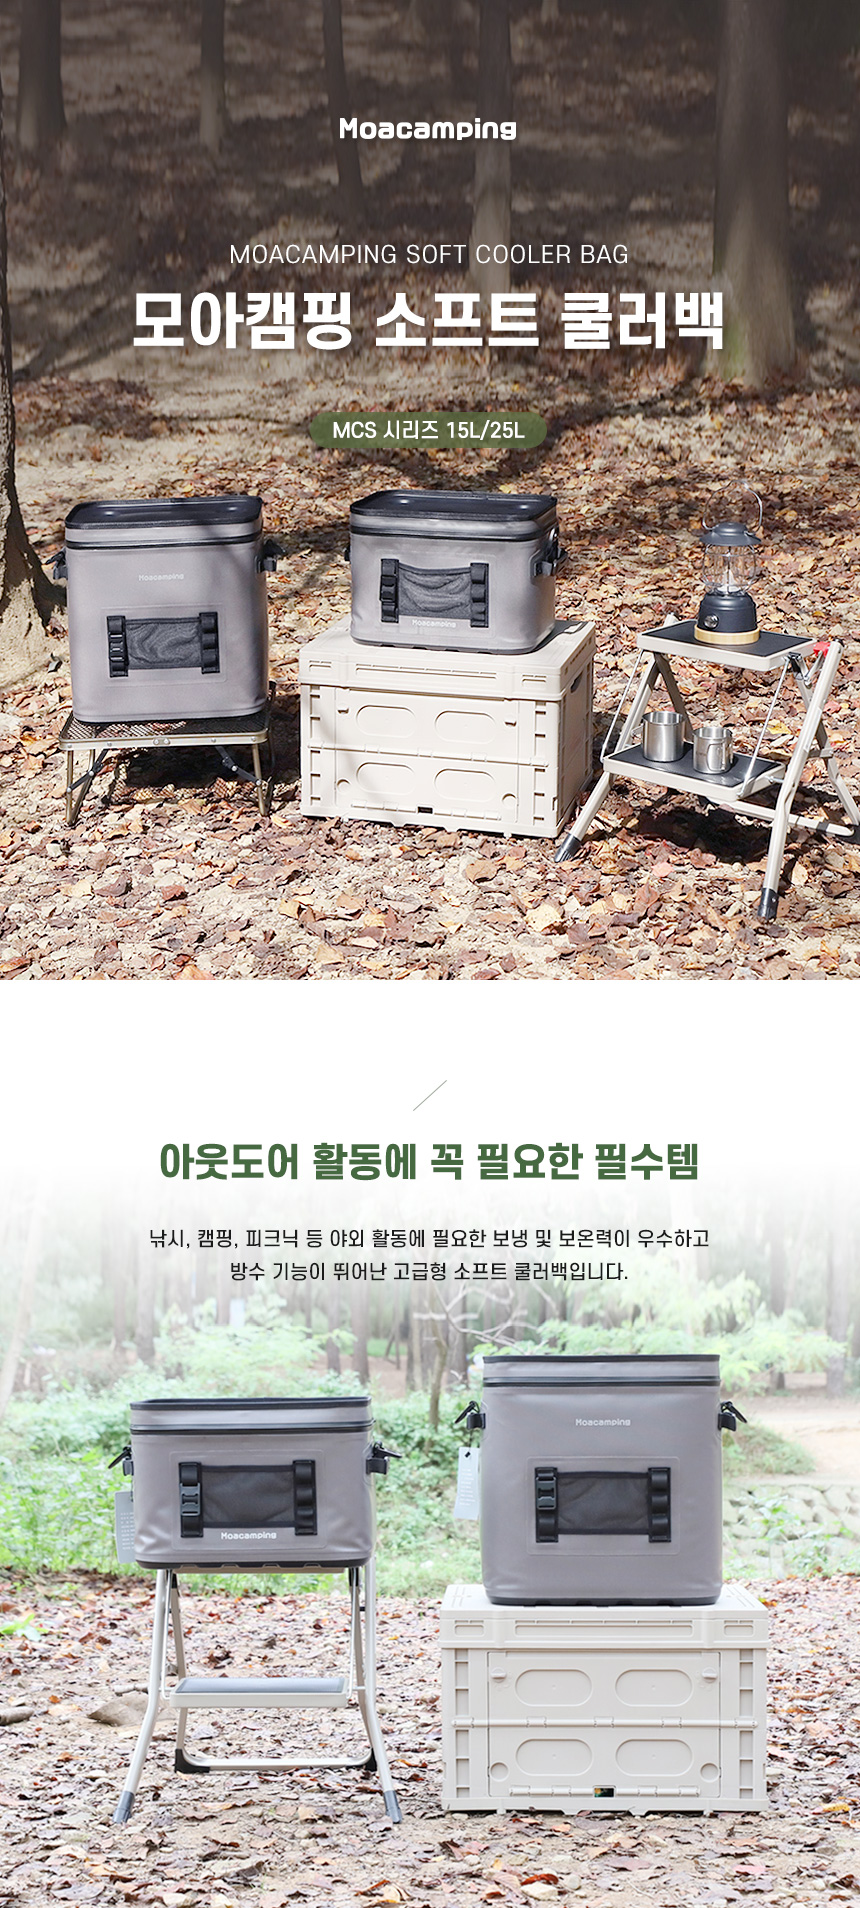 Moacamping
MOACAMPING SOFT COOLER BAG
모아캠핑 소프트 쿨러백
MCS 시리즈 15L/25L
Moacamping
Moacamping
아웃도어 활동에 꼭 필요한 필수템
낚시, 캠핑, 피크닉 등 야외 활동에 필요한 보냉 및 보온력이 우수하고
방수 기능이 뛰어난 고급형 소프트 쿨러백입니다.
Moacamping
Moacamping